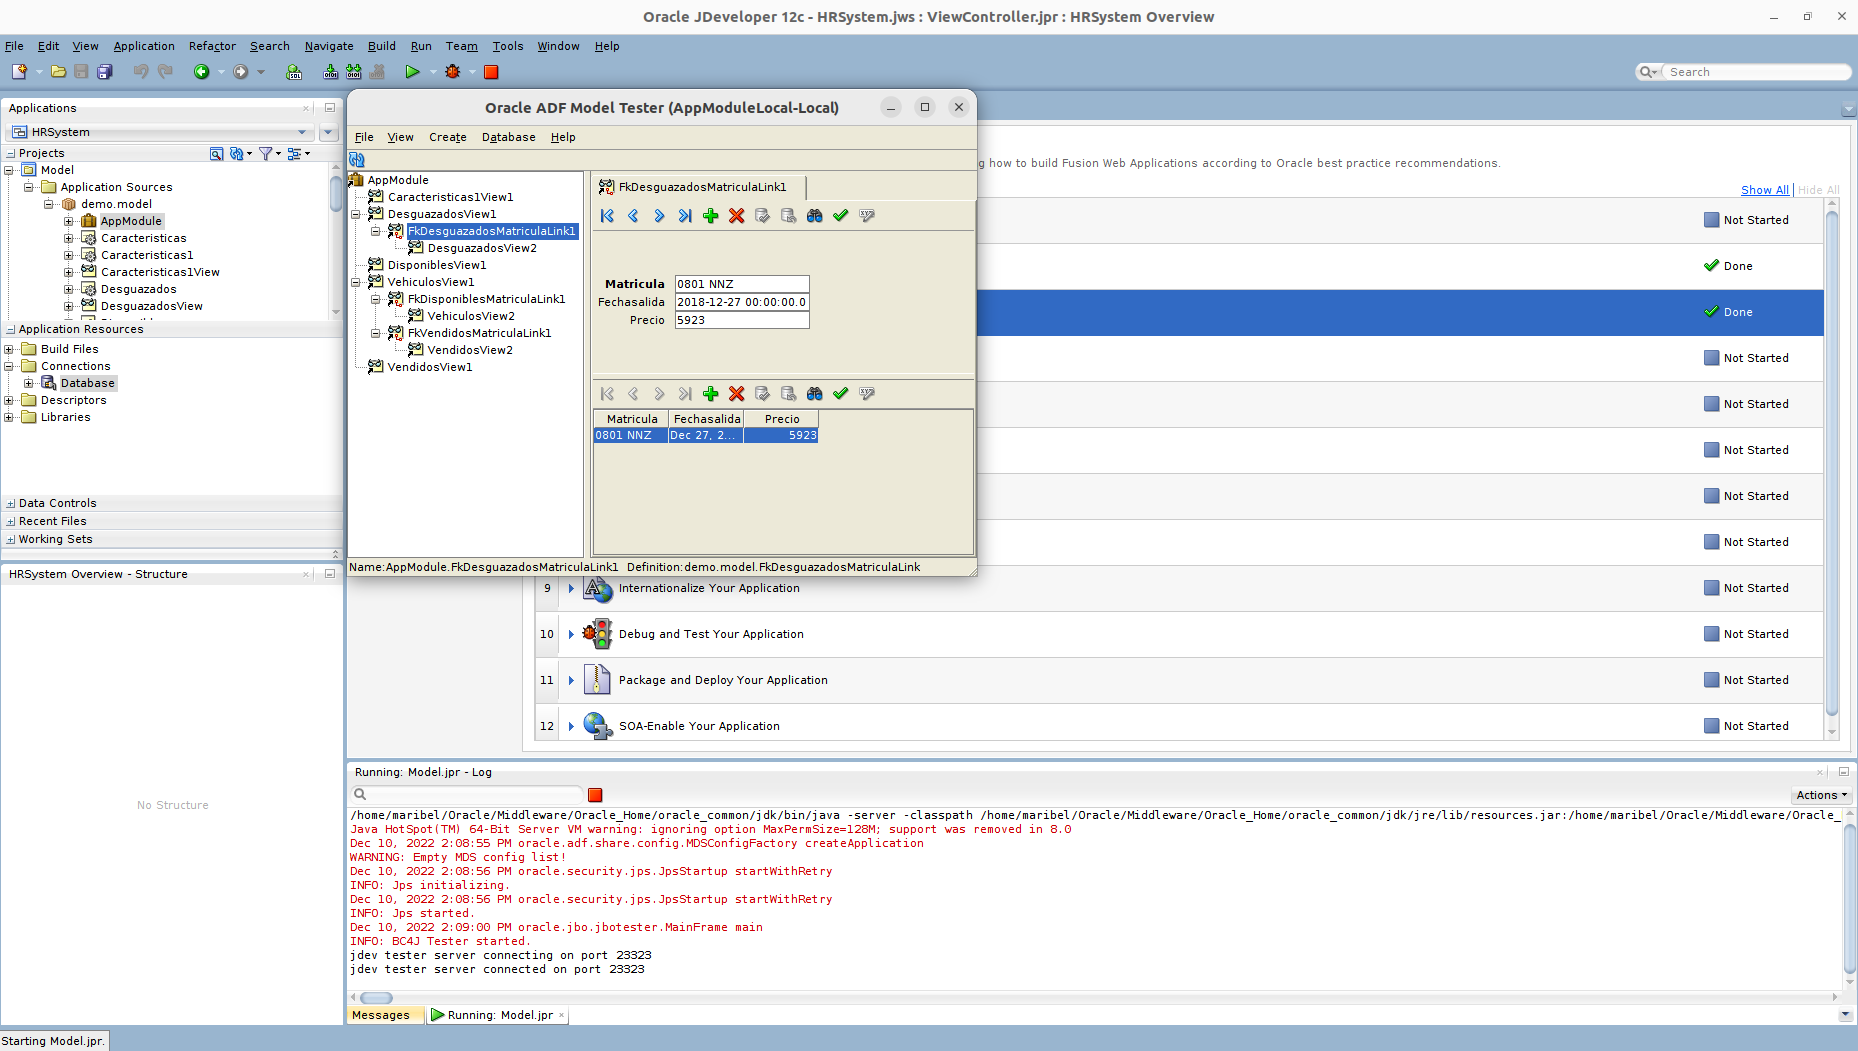 Oracle JDeveloper 12c - HRSystem.jws : ViewController.jpr : HRSystem Overview
File Edit View Application Refactor Search Navigate Build Run Team Tools Window Help
Search
Applications
HRSystem
Projects
Model
Application Sources
demo.model
AppModule
Caracteristicas
Caracteristicas1
Caracteristicas1View
Desguazados
DesguazadosView
Application Resources
Build Files
Connections
Database
Descriptors
Libraries
Data Controls
Recent Files
Working Sets
HRSystem Overview - Structure
No Structure
Oracle ADF Model Tester (AppModuleLocal-Local)
File View Create Database Help
AppModule
Caracteristicas1View1
DesguazadosView1
FkDesguazadosMatriculaLink1
DesguazadosView2
DisponiblesView1
VehiculosView1
FkDisponiblesMatriculaLink1
VehiculosView2
FkVendidosMatriculaLink1
VendidosView2
VendidosView1
FkDesguazadosMatriculaLink1
Matricula 0801 NNZ
Fechasalida 2018-12-27 00:00:00.0
Precio 5923
Matricula Fechasalida Precio
0801 NNZ Dec 27, 2... 5923
Name:AppModule.FkDesguazadosMatriculaLink1 Definition:demo.model.FkDesguazadosMatriculaLink
how to build Fusion Web Applications according to Oracle best practice recommendations.
Show All Hide All
Not Started
Done
Done
Not Started
Not Started
Not Started
Not Started
Not Started
9 Internationalize Your Application Not Started
10 Debug and Test Your Application Not Started
11 Package and Deploy Your Application Not Started
12 SOA-Enable Your Application Not Started
Running: Model.jpr - Log
Actions
/home/maribel/Oracle/Middleware/Oracle_Home/oracle_common/jdk/bin/java -server -classpath /home/maribel/Oracle/Middleware/Oracle_Home/oracle_common/jdk/jre/lib/resources.jar:/home/maribel/Oracle/Middleware/Oracle_
Java HotSpot(TM) 64-Bit Server VM warning: ignoring option MaxPermSize=128M; support was removed in 8.0
Dec 10, 2022 2:08:55 PM oracle.adf.share.config.MDSConfigFactory createApplication
WARNING: Empty MDS config list!
Dec 10, 2022 2:08:56 PM oracle.security.jps.JpsStartup startWithRetry
INFO: Jps initializing.
Dec 10, 2022 2:08:56 PM oracle.security.jps.JpsStartup startWithRetry
INFO: Jps started.
Dec 10, 2022 2:09:00 PM oracle.jbo.jbotester.MainFrame main
INFO: BC4J Tester started.
jdev tester server connecting on port 23323
jdev tester server connected on port 23323
Messages Running: Model.jpr
Starting Model.jpr.